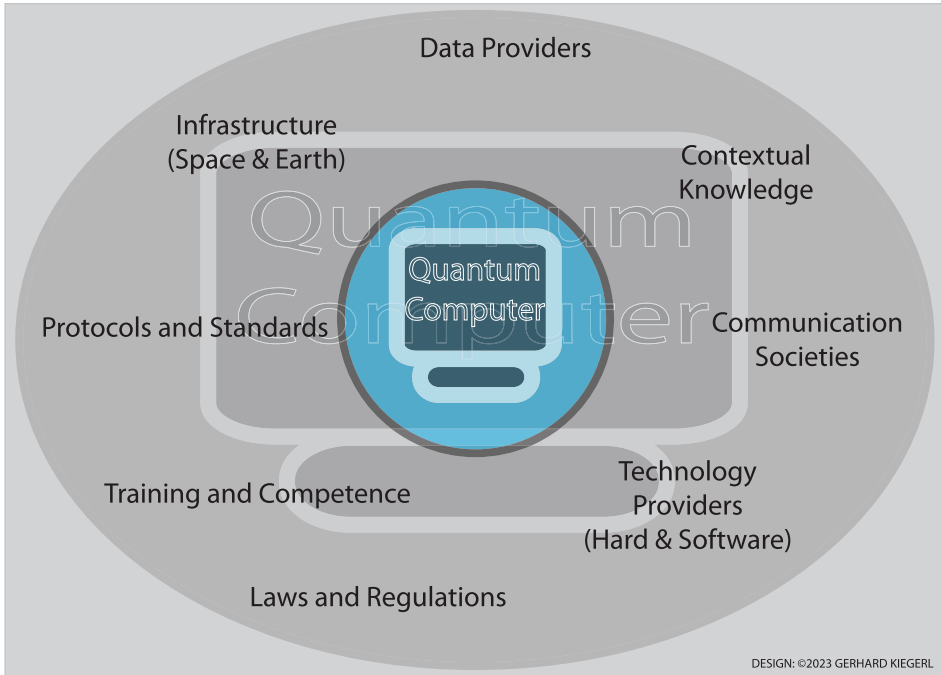 Data Providers
Infrastructure
(Space & Earth)
Contextual
Knowledge
Quantum
Computer
Quantum
Computer
Protocols and Standards
Communication
Societies
Training and Competence
Technology
Providers
(Hard & Software)
Laws and Regulations
DESIGN: ©2023 GERHARD KIEGERL